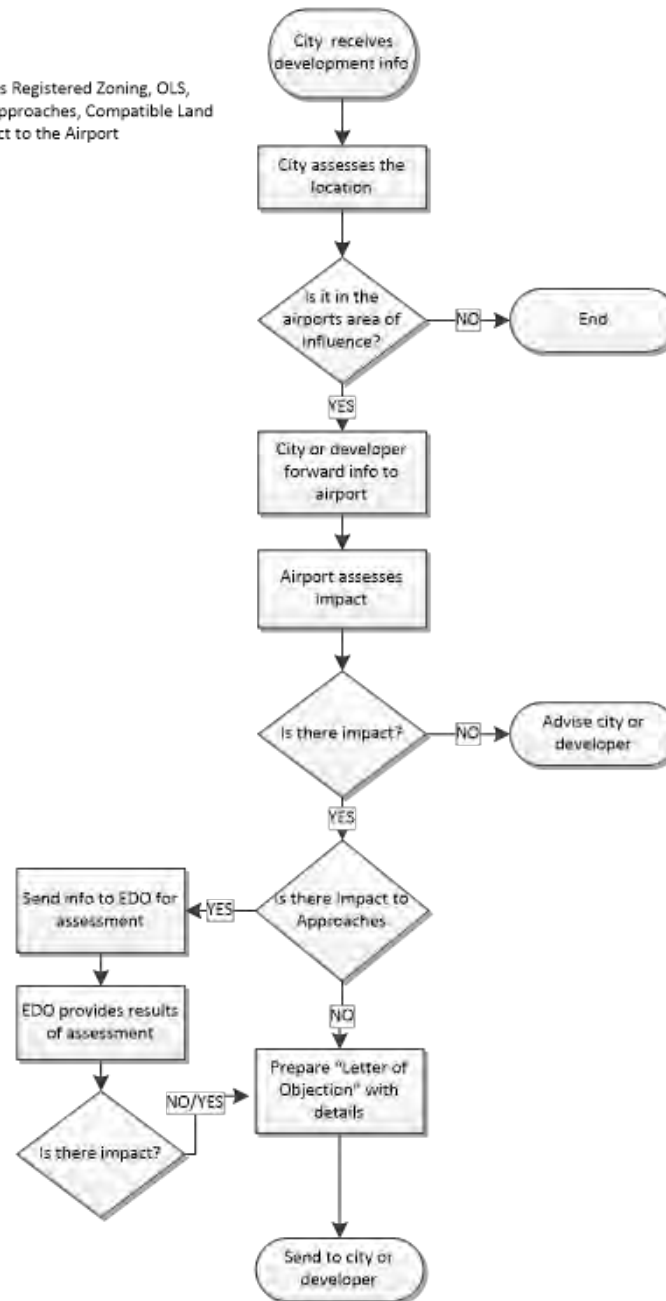 City receives
development info
s Registered Zoning, OLS,
pproaches, Compatible Land
ct to the Airport
City assesses the
location
Is it in the
airports area of
influence?
NO
End
YES
City or developer
forward info to
airport
Airport assesses
impact
Is there impact?
NO
Advise city or
developer
YES
Is there Impact to
Approaches
YES
Send info to EDO for
assessment
EDO provides results
of assessment
NO
NO/YES
Prepare "Letter of
Objection" with
details
Is there impact?
Send to city or
developer